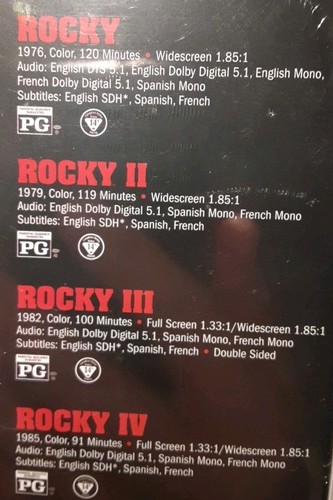 ROCKY
1976, Color, 120 Minutes • Widescreen 1.85:1
Audio: English DTS 5.1, English Dolby Digital 5.1, English Mono,
French Dolby Digital 5.1, Spanish Mono
Subtitles: English SDH*, Spanish, French
PG
14
ROCKY II
1979, Color, 119 Minutes • Widescreen 1.85:1
Audio: English Dolby Digital 5.1, Spanish Mono, French Mono
Subtitles: English SDH*, Spanish, French
PG
14
ROCKY III
1982, Color, 100 Minutes • Full Screen 1.33:1/Widescreen 1.85:1
Audio: English Dolby Digital 5.1, Spanish Mono, French Mono
Subtitles: English SDH*, Spanish, French • Double Sided
PG
14
ROCKY IV
1985, Color, 91 Minutes • Full Screen 1.33:1/Widescreen 1.85:1
Audio: English Dolby Digital 5.1, Spanish Mono, French Mono
Subtitles: English SDH*, Spanish, French
PG
14